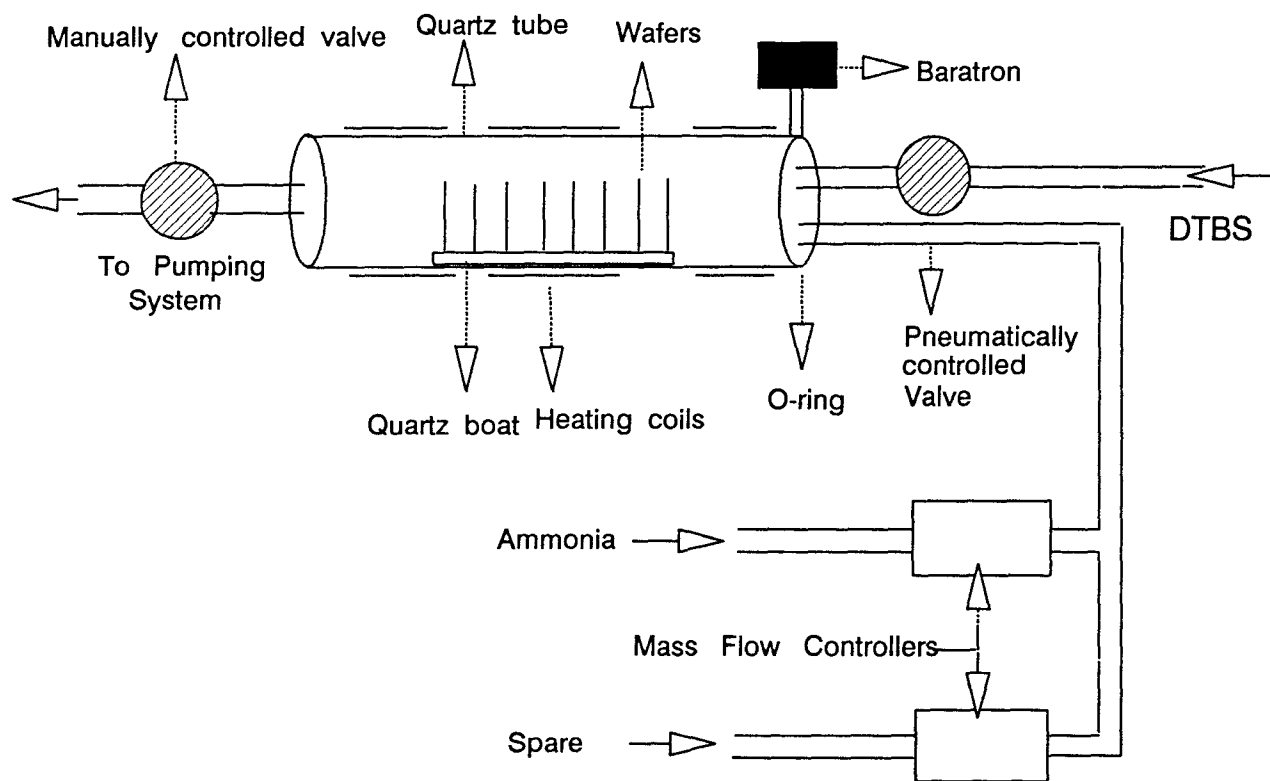 Manually controlled valve
Quartz tube
Wafers
Baratron
DTBS
To Pumping
System
Pneumatically
controlled
Valve
O-ring
Quartz boat
Heating coils
Ammonia
Mass Flow Controllers
Spare